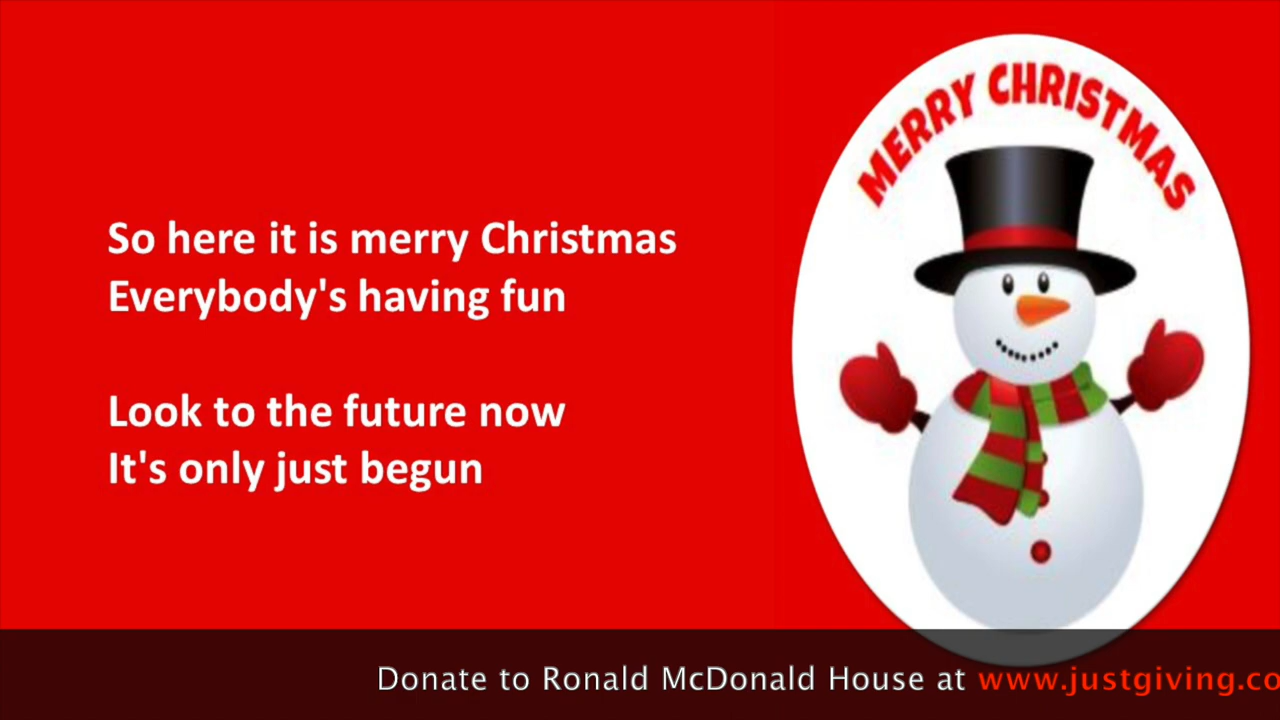 MERRY CHRISTMAS
So here it is merry Christmas
Everybody's having fun
Look to the future now
It's only just begun
Donate to Ronald McDonald House at www.justgiving.co